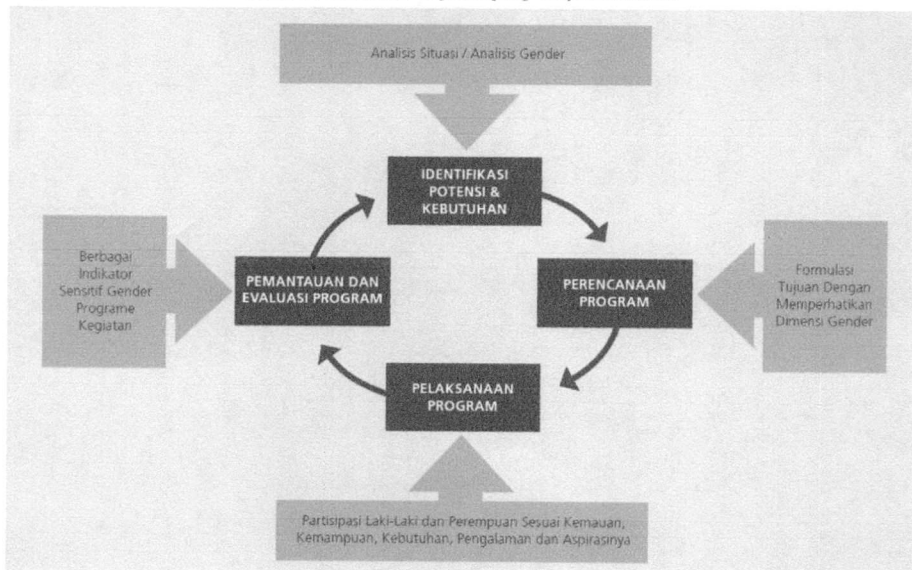 Analisis Situasi / Analisis Gender
IDENTIFIKASI
POTENSI &
KEBUTUHAN
Berbagai
Indikator
Sensitif Gender
Programe
Kegiatan
PEMANTAUAN DAN
EVALUASI PROGRAM
PERENCANAAN
PROGRAM
Formulasi
Tujuan Dengan
Memperhatikan
Dimensi Gender
PELAKSANAAN
PROGRAM
Partisipasi Laki-Laki dan Perempuan Sesuai Kemauan,
Kemampuan, Kebutuhan, Pengalaman dan Aspirasinya